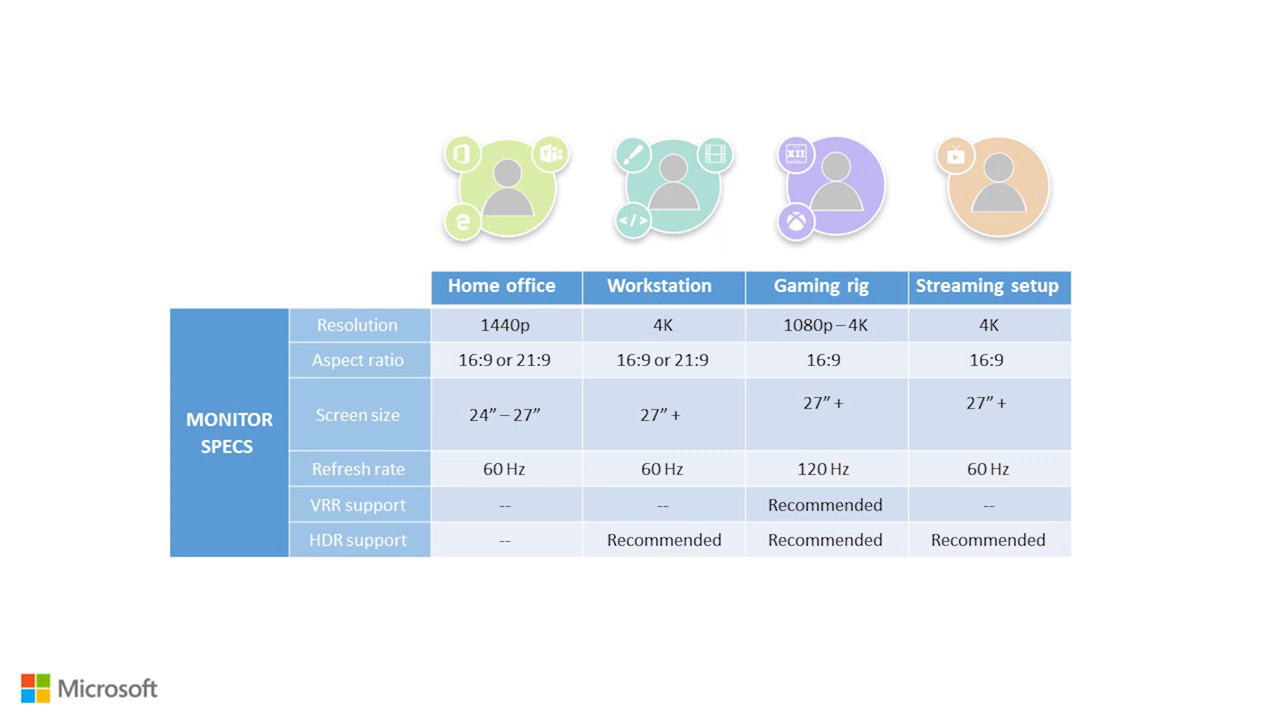 XII
</>
Home office Workstation Gaming rig Streaming setup
MONITOR
SPECS
Resolution 1440p 4K 1080p – 4K 4K
Aspect ratio 16:9 or 21:9 16:9 or 21:9 16:9 16:9
Screen size 24” – 27” 27” + 27” + 27” +
Refresh rate 60 Hz 60 Hz 120 Hz 60 Hz
VRR support -- -- Recommended --
HDR support -- Recommended Recommended Recommended
Microsoft